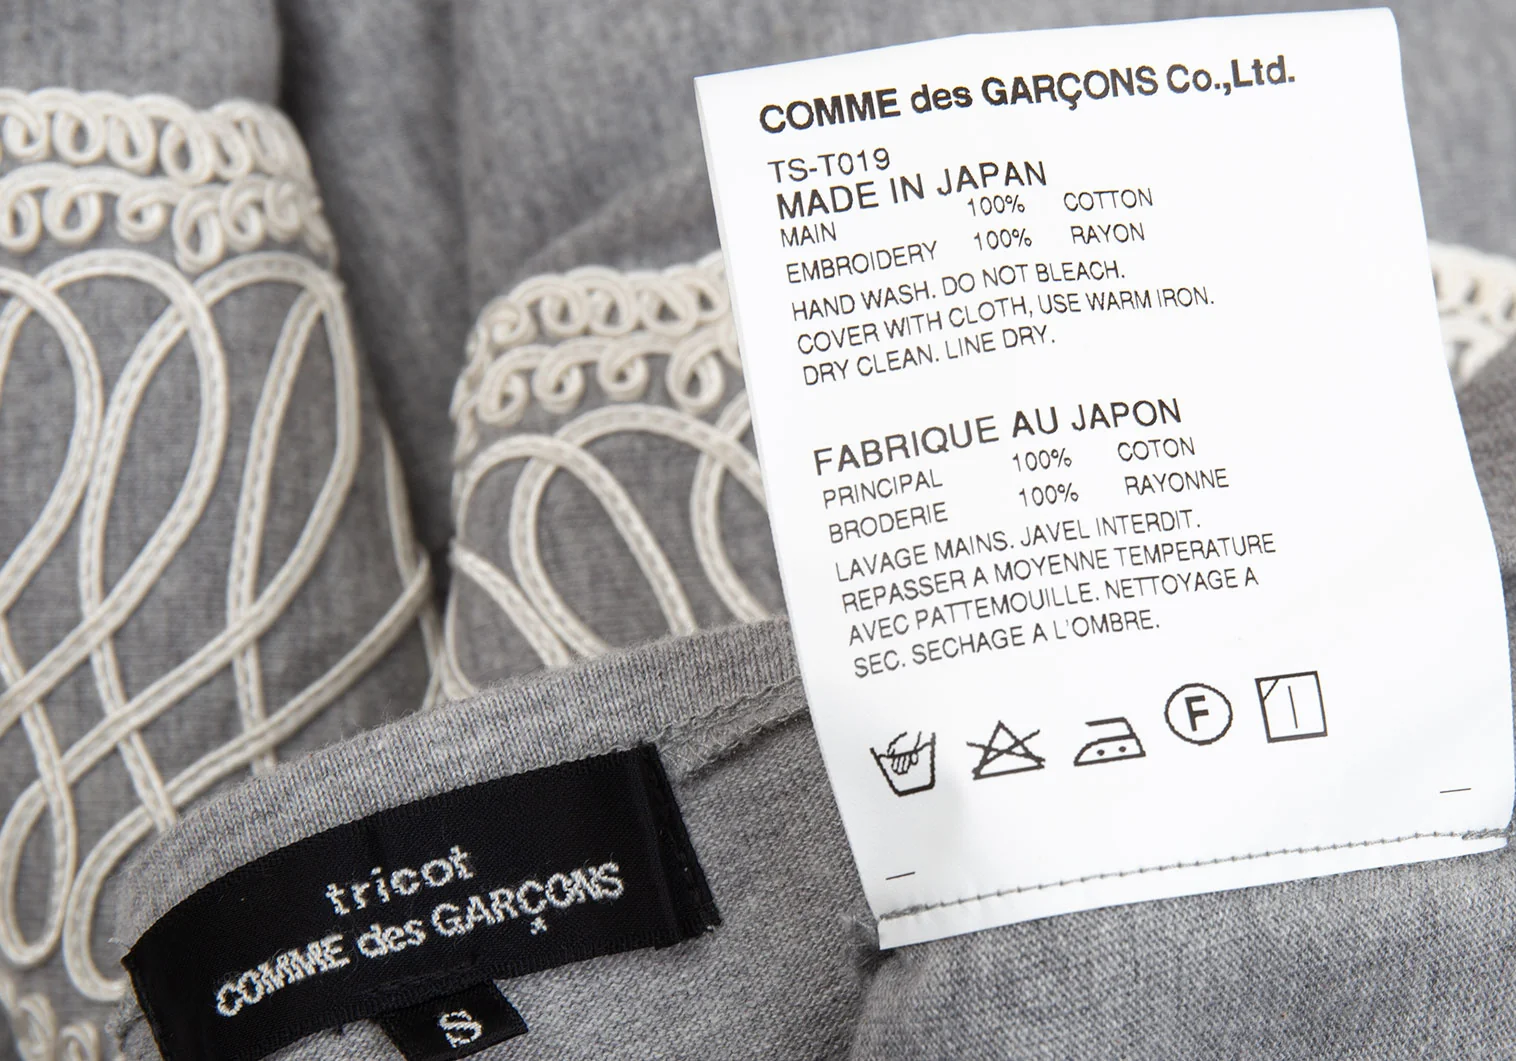 COMME des GARÇONS Co.,Ltd.
TS-T019
MADE IN JAPAN
MAIN 100% COTTON
EMBROIDERY 100% RAYON
HAND WASH. DO NOT BLEACH.
COVER WITH CLOTH, USE WARM IRON.
DRY CLEAN. LINE DRY.
FABRIQUE AU JAPON
PRINCIPAL 100% COTON
BRODERIE 100% RAYONNE
LAVAGE MAINS. JAVEL INTERDIT.
REPASSER A MOYENNE TEMPERATURE
AVEC PATTEMOUILLE. NETTOYAGE A
SEC. SECHAGE A L'OMBRE.
F
tricot
COMME des GARÇONS
S